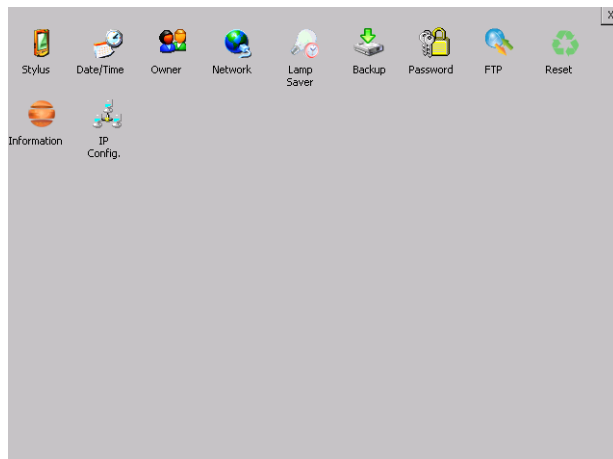 X
Stylus
Date/Time
Owner
Network
Lamp
Saver
Backup
Password
FTP
Reset
Information
IP
Config.